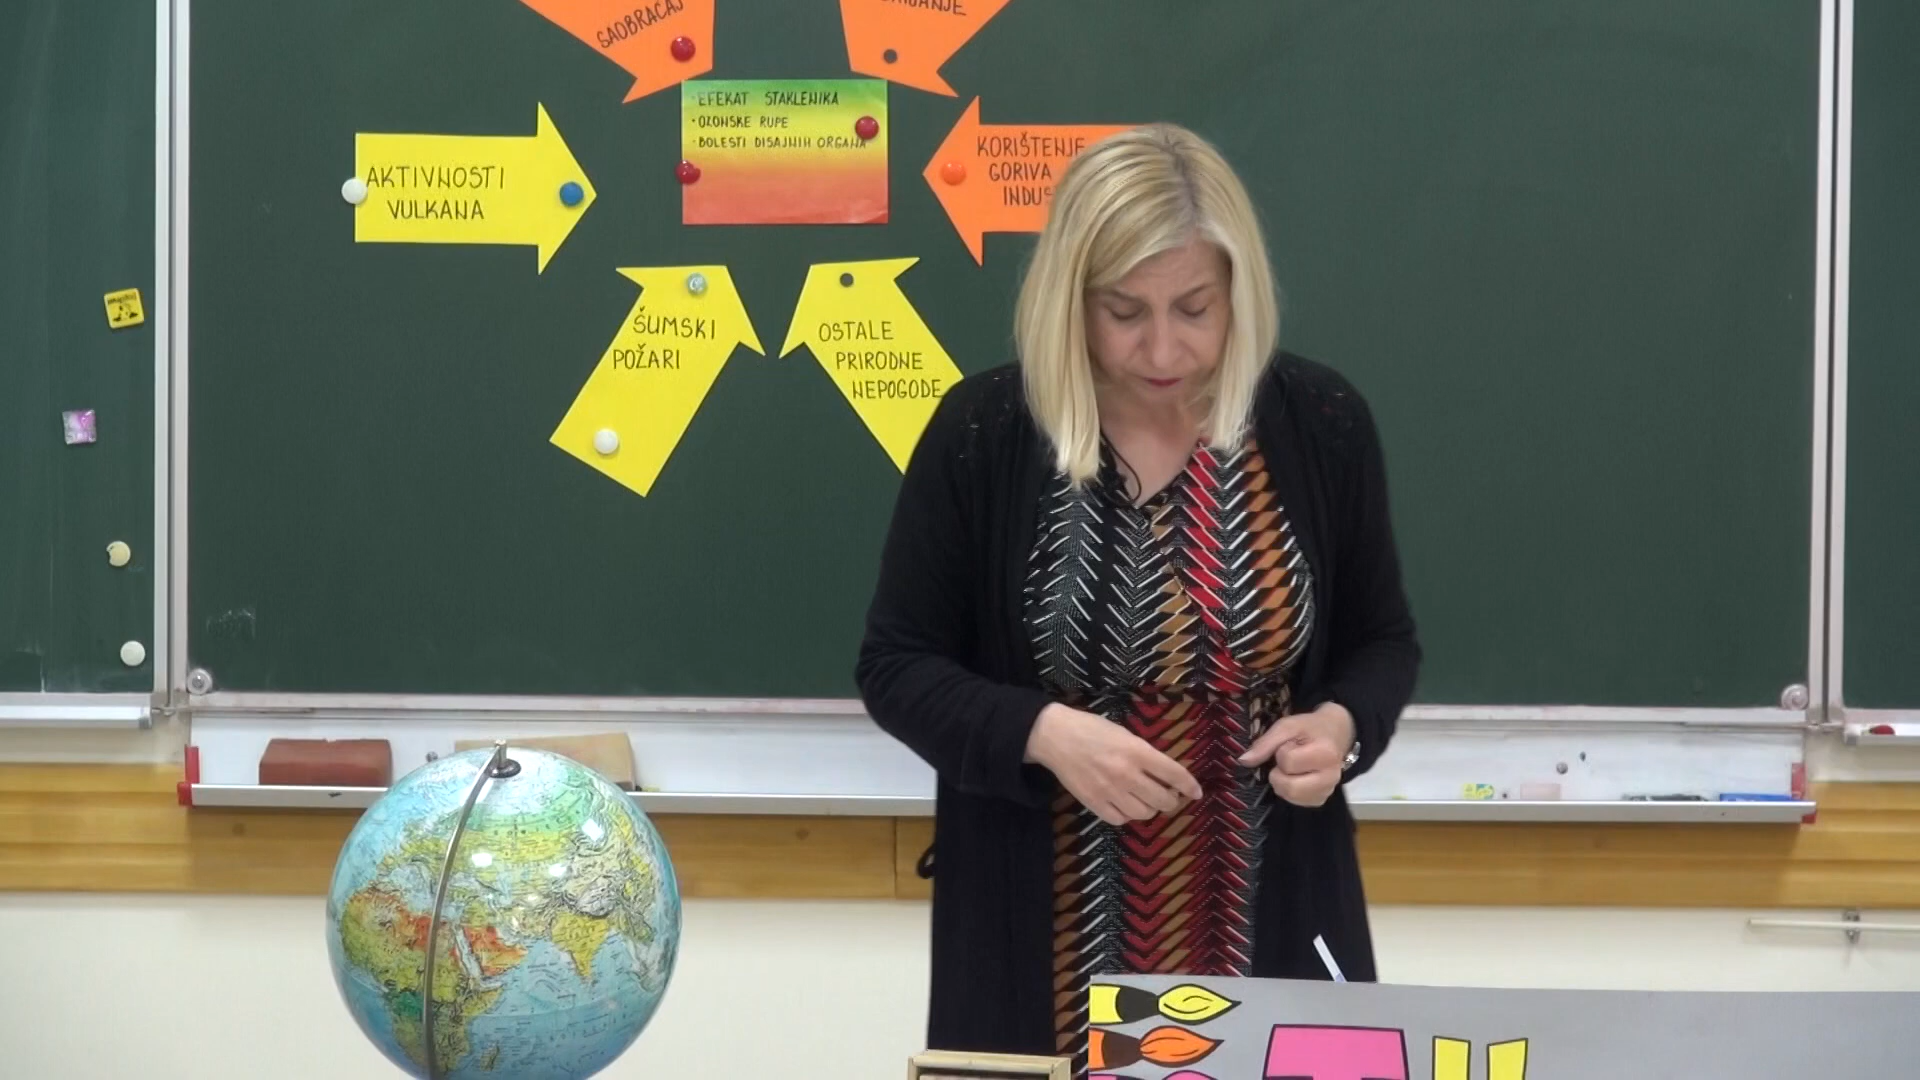 SAOBRAĆAJ
EFEKAT STAKLENIKA
OZONSKE RUPE
BOLESTI DISAJNIH ORGANA
AKTIVNOSTI
VULKANA
KORIŠTENJE
GORIVA
ŠUMSKI
POŽARI
OSTALE
PRIRODNE
NEPOGODE